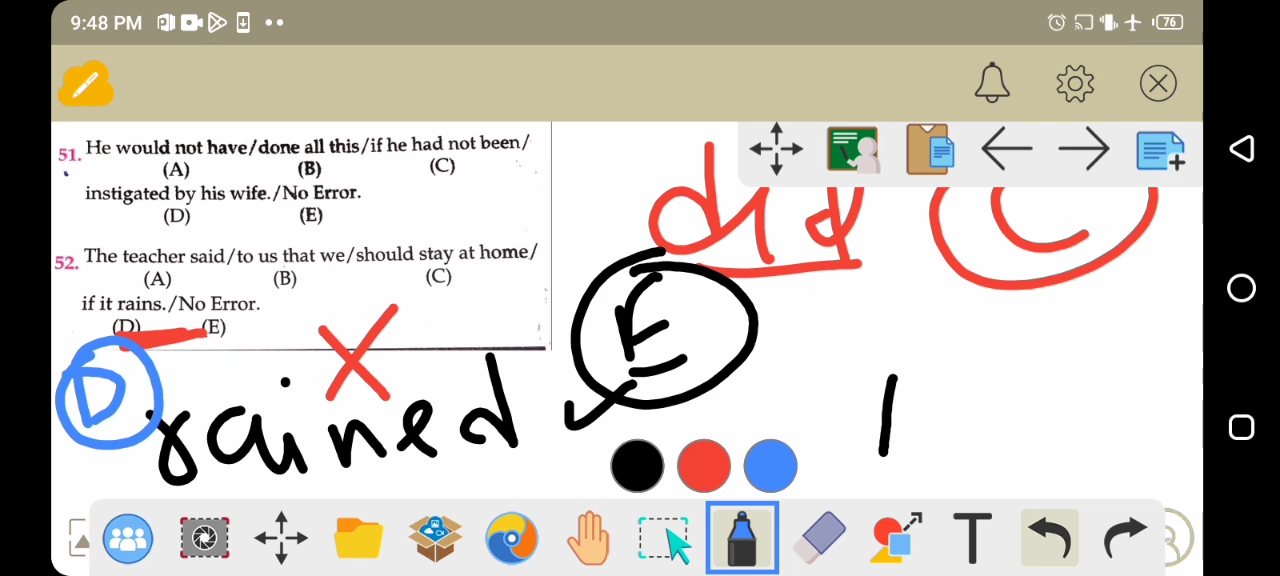 9:48 PM
76
51. He would not have/done all this/if he had not been/
(A) (B) (C)
instigated by his wife./No Error.
(D) (E)
52. The teacher said/to us that we/should stay at home/
(A) (B) (C)
if it rains./No Error.
(D) (E)
did C
E
D rained
T